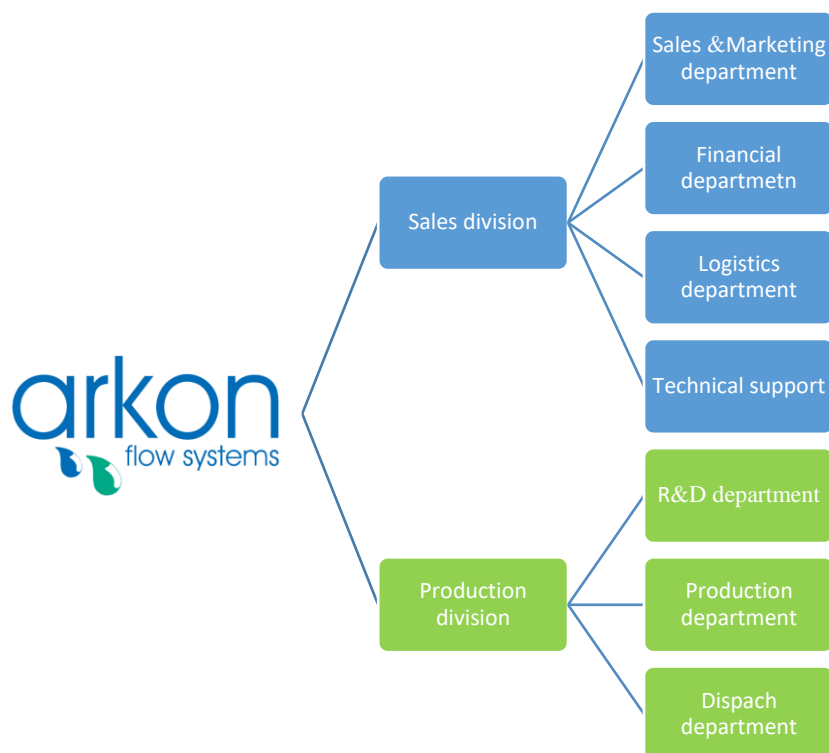 Sales &Marketing
department
Financial
departmetn
Sales division
Logistics
department
Technical support
arkon
flow systems
R&D department
Production
division
Production
department
Dispach
department